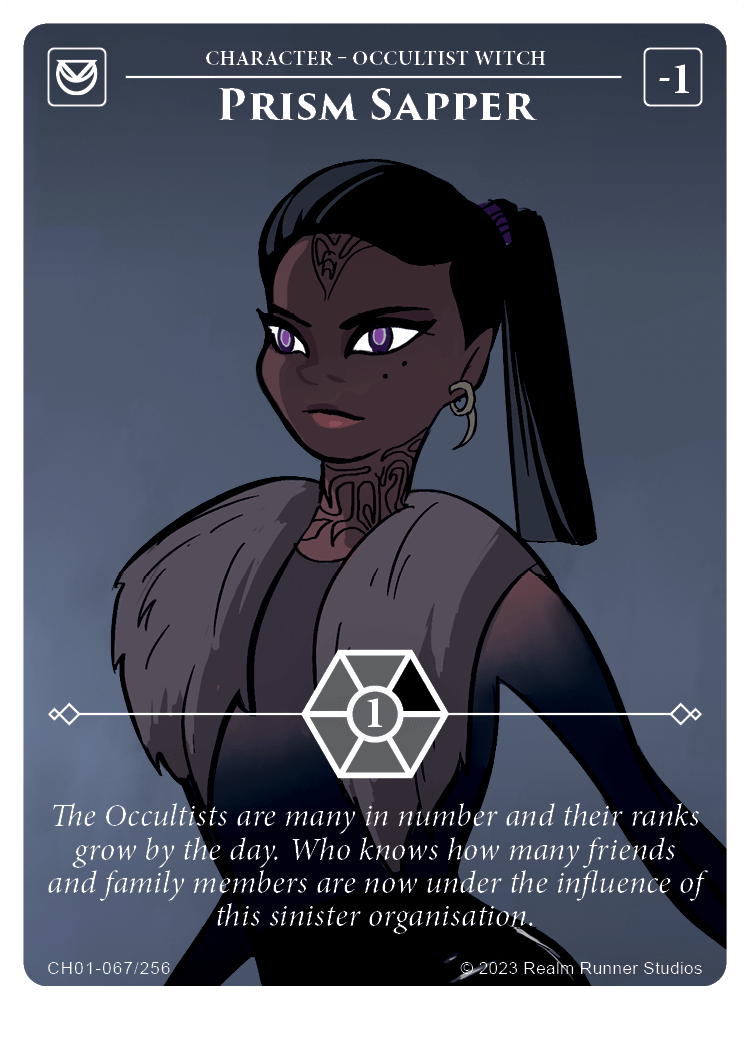 CHARACTER – OCCULTIST WITCH
-1
PRISM SAPPER
1
The Occultists are many in number and their ranks
grow by the day. Who knows how many friends
and family members are now under the influence of
this sinister organisation.
CH01-067/256
© 2023 Realm Runner Studios